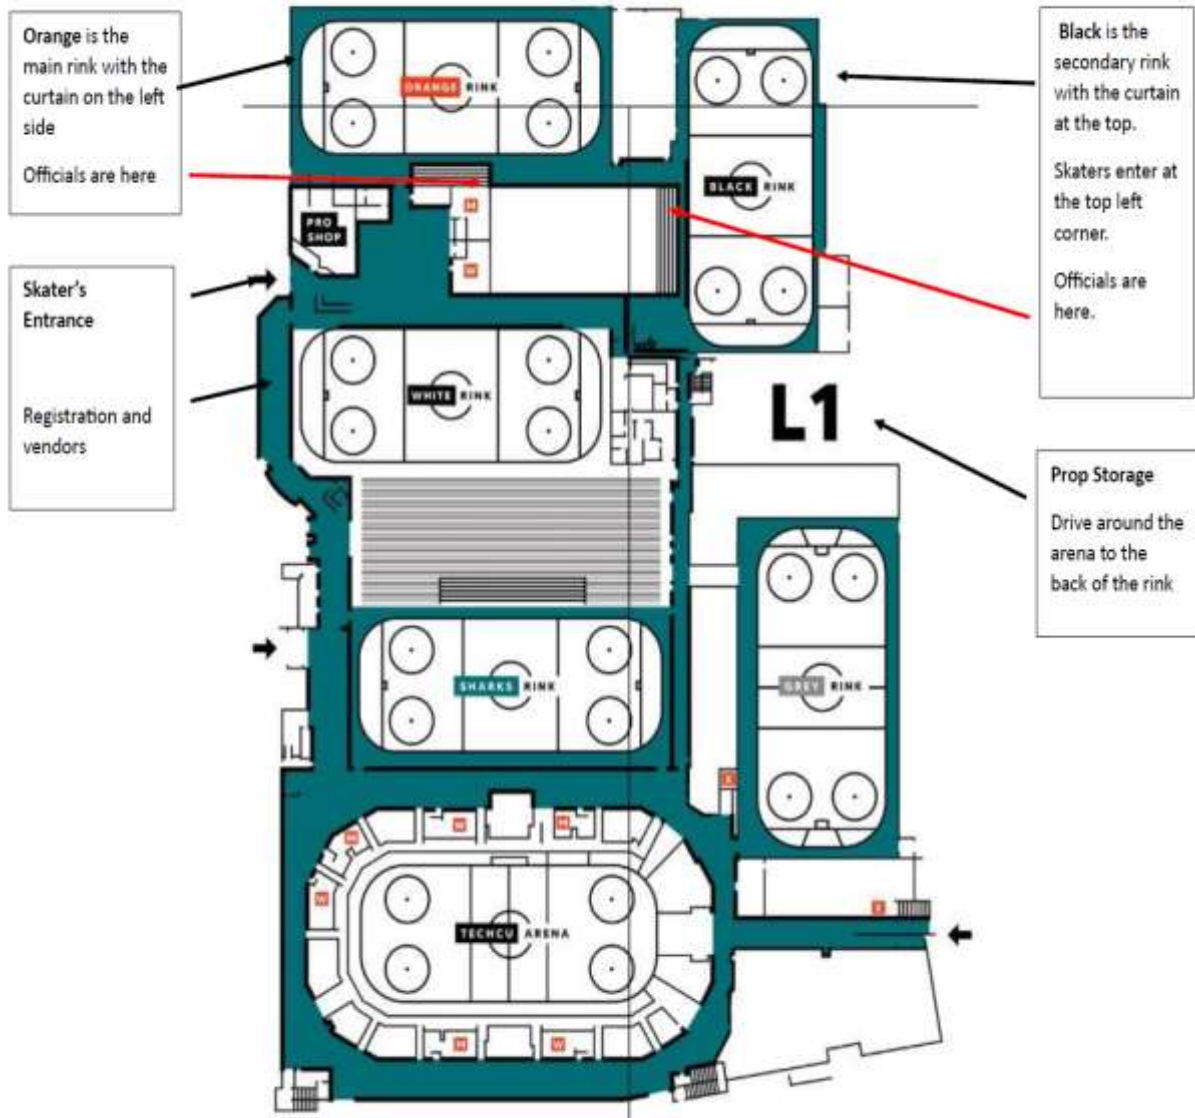 Orange is the
main rink with the
curtain on the left
side
Officials are here
Skater's
Entrance
Registration and
vendors
Black is the
secondary rink
with the curtain
at the top.
Skaters enter at
the top left
corner.
Officials are
here.
Prop Storage
Drive around the
arena to the
back of the rink
ORANGE RINK
BLACK RINK
M
PRO
SHOP
W
WHITE RINK
L1
SHARKS RINK
GREY RINK
W
M
M
W
TECHCU ARENA
M
W